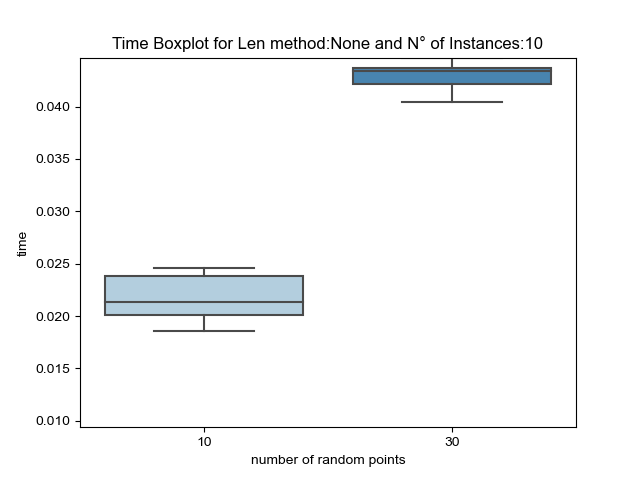 Time Boxplot for Len method:None and N° of Instances:10
0.040
0.035
0.030
0.025
0.020
0.015
0.010
time
10 30
number of random points